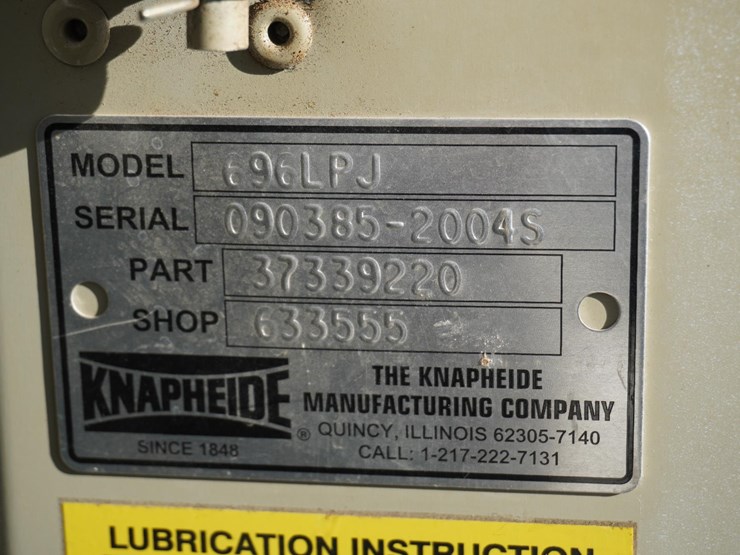 MODEL 696LPJ
SERIAL 090385-2004S
PART 37339220
SHOP 633555
KNAPHEIDE ®
SINCE 1848
THE KNAPHEIDE
MANUFACTURING COMPANY
QUINCY, ILLINOIS 62305-7140
CALL: 1-217-222-7131
LUBRICATION INSTRUCTION